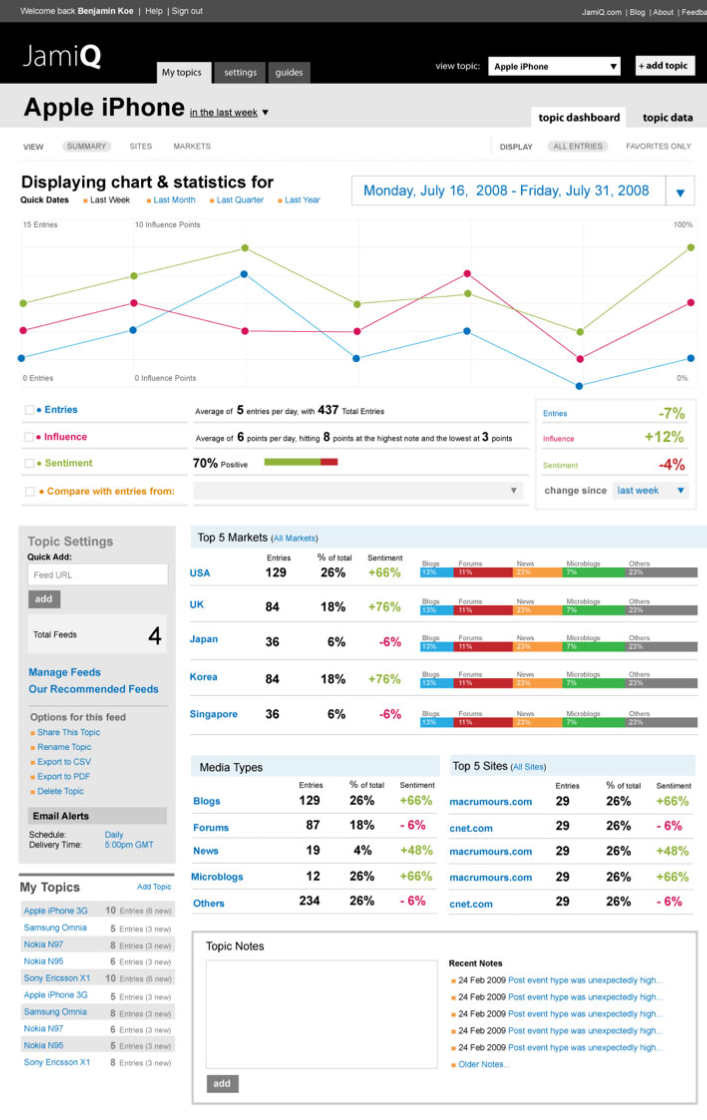 Welcome back Benjamin Koe | Help | Sign out
JamiQ.com | Blog | About | Feedba
JamiQ
My topics settings guides
view topic: Apple iPhone + add topic
Apple iPhone in the last week
topic dashboard topic data
VIEW SUMMARY SITES MARKETS
DISPLAY ALL ENTRIES FAVORITES ONLY
Displaying chart & statistics for
Monday, July 16, 2008 - Friday, July 31, 2008
Quick Dates Last Week Last Month Last Quarter Last Year
15 Entries 10 Influence Points 100%
0 Entries 0 Influence Points 0%
Entries Average of 5 entries per day, with 437 Total Entries
Influence Average of 6 points per day, hitting 8 points at the highest note and the lowest at 3 points
Sentiment 70% Positive
Compare with entries from:
Entries -7%
Influence +12%
Sentiment -4%
change since last week
Topic Settings
Quick Add:
Feed URL
add
Total Feeds 4
Manage Feeds
Our Recommended Feeds
Options for this feed
Share This Topic
Rename Topic
Export to CSV
Export to PDF
Delete Topic
Email Alerts
Schedule: Daily
Delivery Time: 5:00pm GMT
My Topics Add Topic
Apple iPhone 3G 10 Entries (6 new)
Samsung Omnia 5 Entries (3 new)
Nokia N97 8 Entries (3 new)
Nokia N95 6 Entries (3 new)
Sony Ericsson X1 10 Entries (6 new)
Apple iPhone 3G 5 Entries (3 new)
Samsung Omnia 8 Entries (3 new)
Nokia N97 6 Entries (3 new)
Nokia N95 5 Entries (3 new)
Sony Ericsson X1 8 Entries (3 new)
Top 5 Markets (All Markets)
Entries % of total Sentiment
USA 129 26% +66%
Blogs Forums News Microblogs Others
13% 11% 23% 7% 23%
UK 84 18% +76%
Blogs Forums News Microblogs Others
13% 11% 23% 7% 23%
Japan 36 6% -6%
Blogs Forums News Microblogs Others
13% 11% 23% 7% 23%
Korea 84 18% +76%
Blogs Forums News Microblogs Others
13% 11% 23% 7% 23%
Singapore 36 6% -6%
Blogs Forums News Microblogs Others
13% 11% 23% 7% 23%
Media Types
Entries % of total Sentiment
Blogs 129 26% +66%
Forums 87 18% - 6%
News 19 4% +48%
Microblogs 12 26% +66%
Others 234 26% - 6%
Top 5 Sites (All Sites)
Entries % of total Sentiment
macrumours.com 29 26% +66%
cnet.com 29 26% - 6%
macrumours.com 29 26% +48%
macrumours.com 29 26% +66%
cnet.com 29 26% - 6%
Topic Notes
add
Recent Notes
24 Feb 2009 Post event hype was unexpectedly high...
24 Feb 2009 Post event hype was unexpectedly high...
24 Feb 2009 Post event hype was unexpectedly high...
24 Feb 2009 Post event hype was unexpectedly high...
24 Feb 2009 Post event hype was unexpectedly high...
Older Notes...